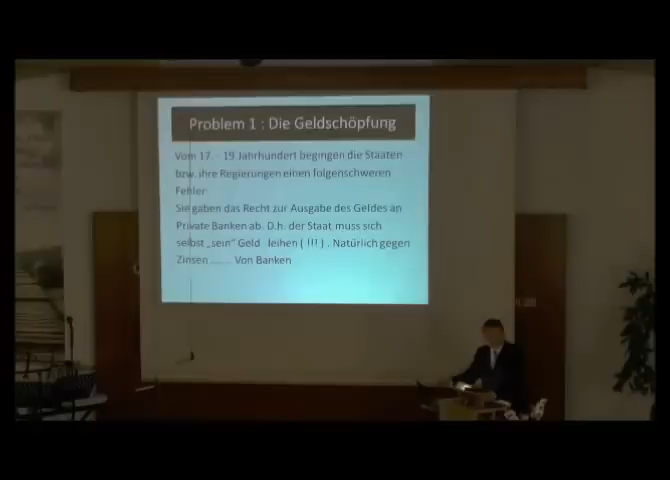 Problem 1 : Die Geldschöpfung
Vom 17. - 19. Jahrhundert begingen die Staaten
bzw. ihre Regierungen einen folgenschweren
Fehler:
Sie gaben das Recht zur Ausgabe des Geldes an
Private Banken ab. D.h. der Staat muss sich
selbst „sein“ Geld leihen ( !!! ) . Natürlich gegen
Zinsen ....... Von Banken